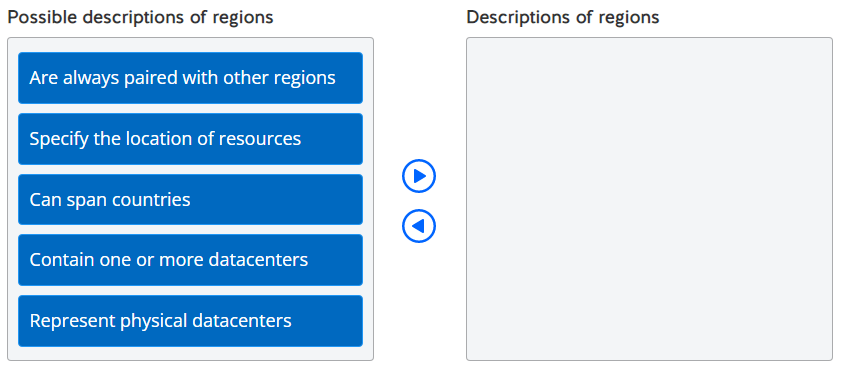 Possible descriptions of regions
Descriptions of regions
Are always paired with other regions
Specify the location of resources
Can span countries
Contain one or more datacenters
Represent physical datacenters